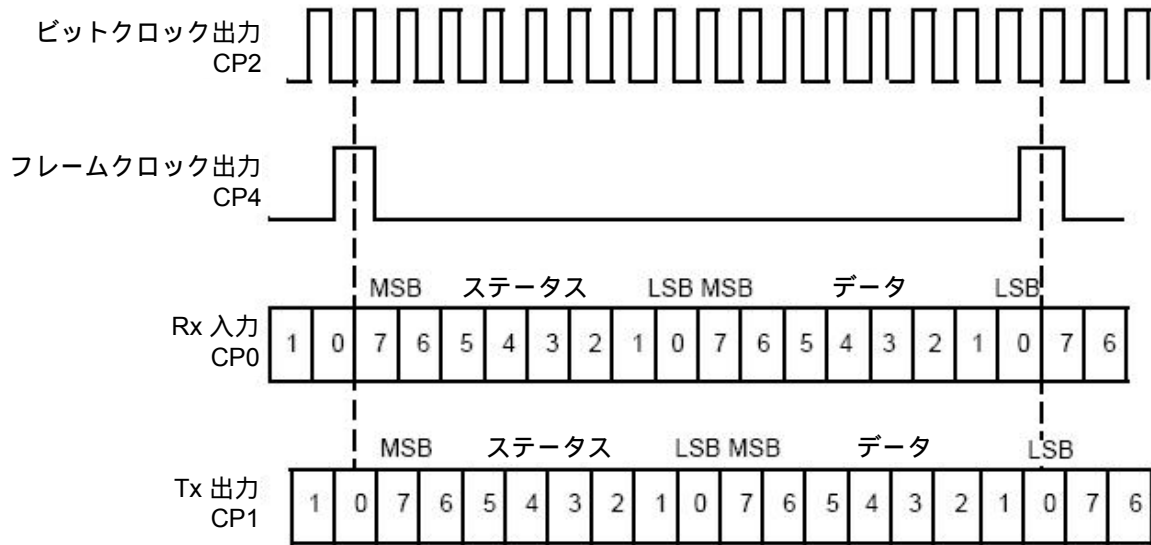 ビットクロック出力
CP2
フレームクロック出力
CP4
MSB ステータス LSB MSB データ LSB
Rx 入力
CP0
1 0 7 6 5 4 3 2 1 0 7 6 5 4 3 2 1 0 7 6
MSB ステータス LSB MSB データ LSB
Tx 出力
CP1
1 0 7 6 5 4 3 2 1 0 7 6 5 4 3 2 1 0 7 6